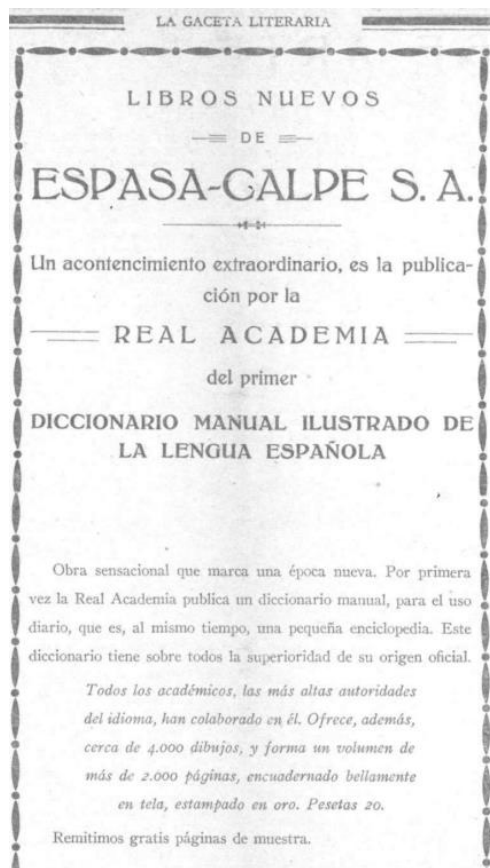 LA GACETA LITERARIA
LIBROS NUEVOS
DE
ESPASA-CALPE S. A.
Un acontencimiento extraordinario, es la publica-
ción por la
REAL ACADEMIA
del primer
DICCIONARIO MANUAL ILUSTRADO DE
LA LENGUA ESPAÑOLA
Obra sensacional que marca una época nueva. Por primera
vez la Real Academia publica un diccionario manual, para el uso
diario, que es, al mismo tiempo, una pequeña enciclopedia. Este
diccionario tiene sobre todos la superioridad de su origen oficial.
Todos los académicos, las más altas autoridades
del idioma, han colaborado en él. Ofrece, además,
cerca de 4.000 dibujos, y forma un volumen de
más de 2.000 páginas, encuadernado bellamente
en tela, estampado en oro. Pesetas 20.
Remitimos gratis páginas de muestra.